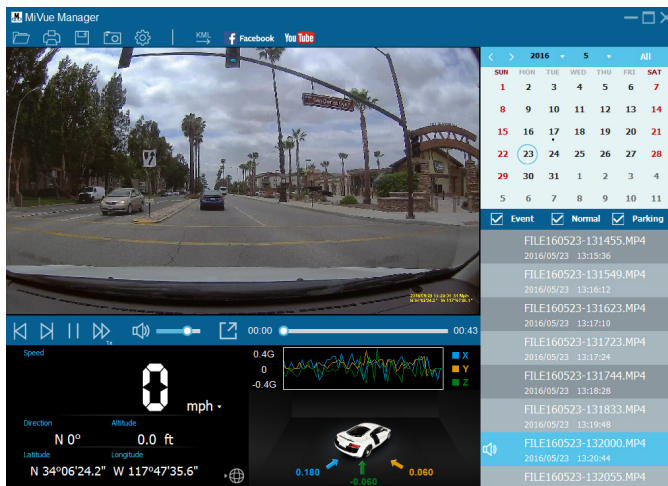 MiVue Manager
KML
Facebook
You Tube
2016 5 All
SUN MON TUE WED THU FRI SAT
1 2 3 4 5 6 7
8 9 10 11 12 13 14
15 16 17 18 19 20 21
22 23 24 25 26 27 28
29 30 31 1 2 3 4
5 6 7 8 9 10 11
Event Normal Parking
FILE160523-131455.MP4
2016/05/23 13:15:36
FILE160523-131549.MP4
2016/05/23 13:16:12
FILE160523-131623.MP4
2016/05/23 13:17:10
FILE160523-131723.MP4
2016/05/23 13:17:24
FILE160523-131744.MP4
2016/05/23 13:18:28
FILE160523-131833.MP4
2016/05/23 13:19:48
FILE160523-132000.MP4
2016/05/23 13:20:44
FILE160523-132055.MP4
1x
00:00
00:43
Speed
0
mph
Direction Altitude
N 0° 0.0 ft
Latitude Longitude
N 34°06'24.2" W 117°47'35.6"
0.4G
0
-0.4G
X
Y
Z
0.180
-0.060
0.060